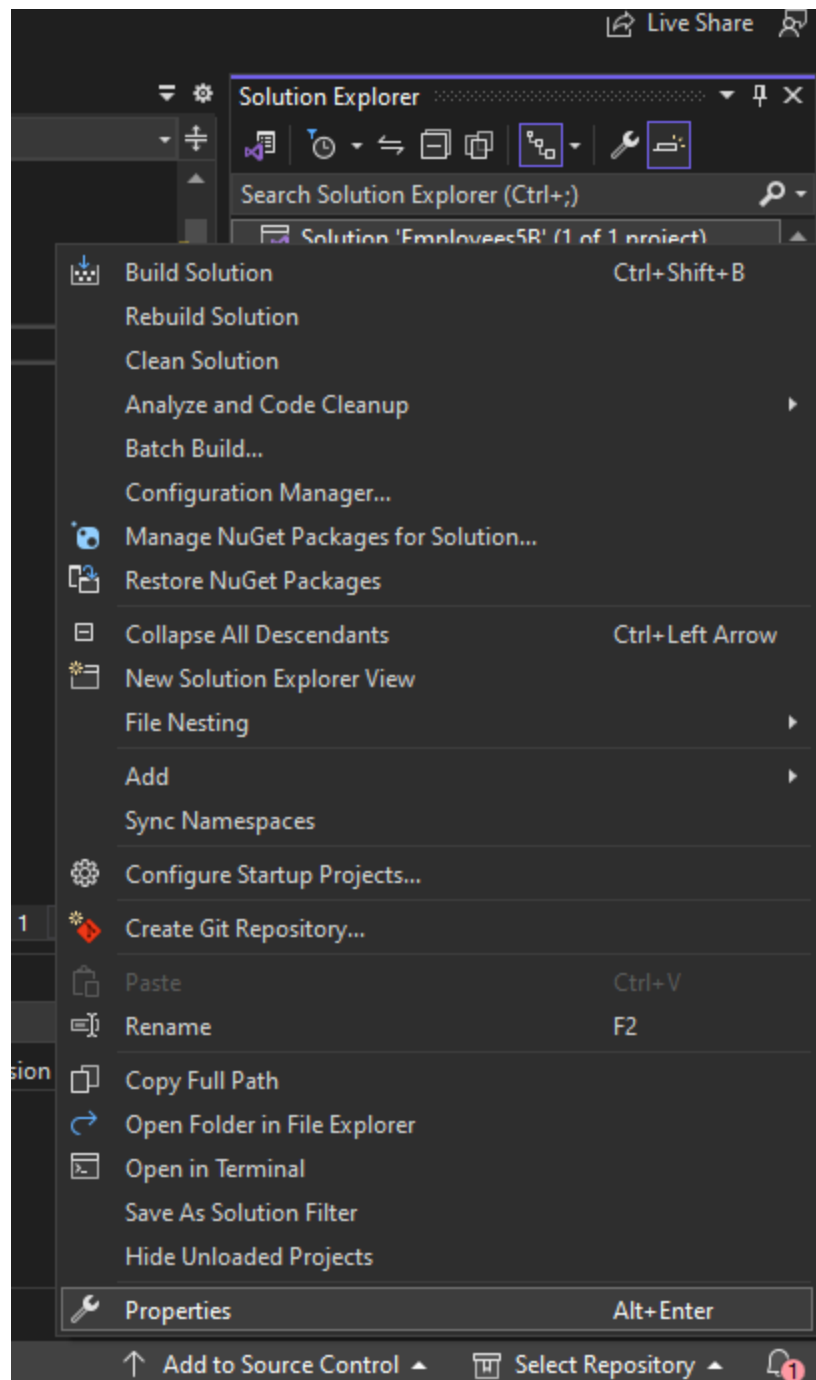 Live Share
Solution Explorer
Search Solution Explorer (Ctrl+;)
Solution 'Employees5B' (1 of 1 project)
Build Solution Ctrl+Shift+B
Rebuild Solution
Clean Solution
Analyze and Code Cleanup
Batch Build...
Configuration Manager...
Manage NuGet Packages for Solution...
Restore NuGet Packages
Collapse All Descendants Ctrl+Left Arrow
New Solution Explorer View
File Nesting
Add
Sync Namespaces
Configure Startup Projects...
1
Create Git Repository...
Paste Ctrl+V
Rename F2
sion
Copy Full Path
Open Folder in File Explorer
Open in Terminal
Save As Solution Filter
Hide Unloaded Projects
Properties Alt+Enter
Add to Source Control Select Repository 1